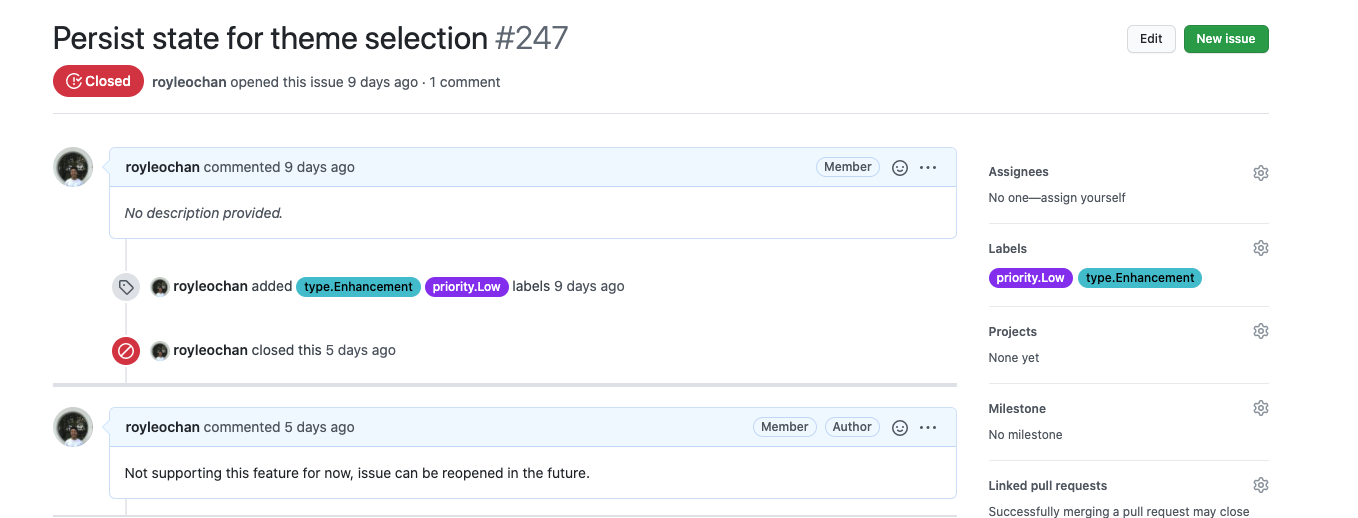 Persist state for theme selection #247
Edit
New issue
Closed
royleochan opened this issue 9 days ago · 1 comment
royleochan commented 9 days ago
Member
No description provided.
royleochan added type.Enhancement priority.Low labels 9 days ago
royleochan closed this 5 days ago
royleochan commented 5 days ago
Member
Author
Not supporting this feature for now, issue can be reopened in the future.
Assignees
No one—assign yourself
Labels
priority.Low type.Enhancement
Projects
None yet
Milestone
No milestone
Linked pull requests
Successfully merging a pull request may close